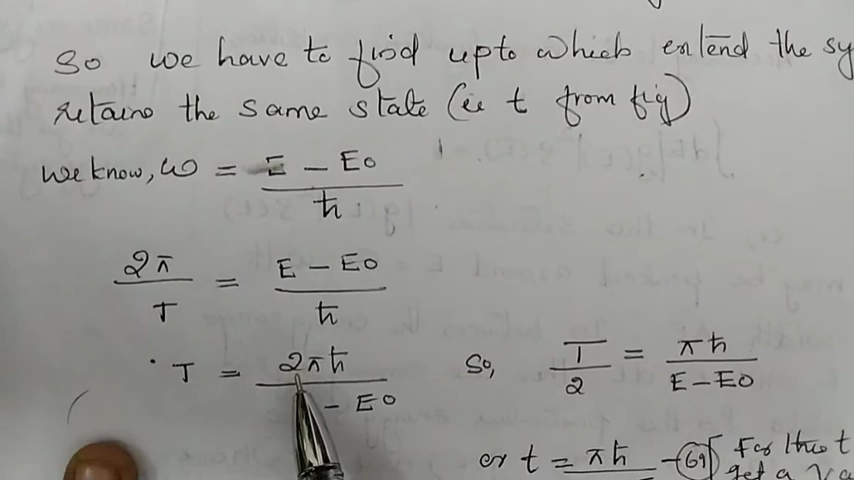 So we have to find upto which extend the sy
retains the same state (ie t from fig)
We know, ω = E – E0 / ħ
2π / T = E – E0 / ħ
T = 2πħ / – E0 So, T / 2 = πħ / E – E0
or t = πħ – (69) For this t
get a va